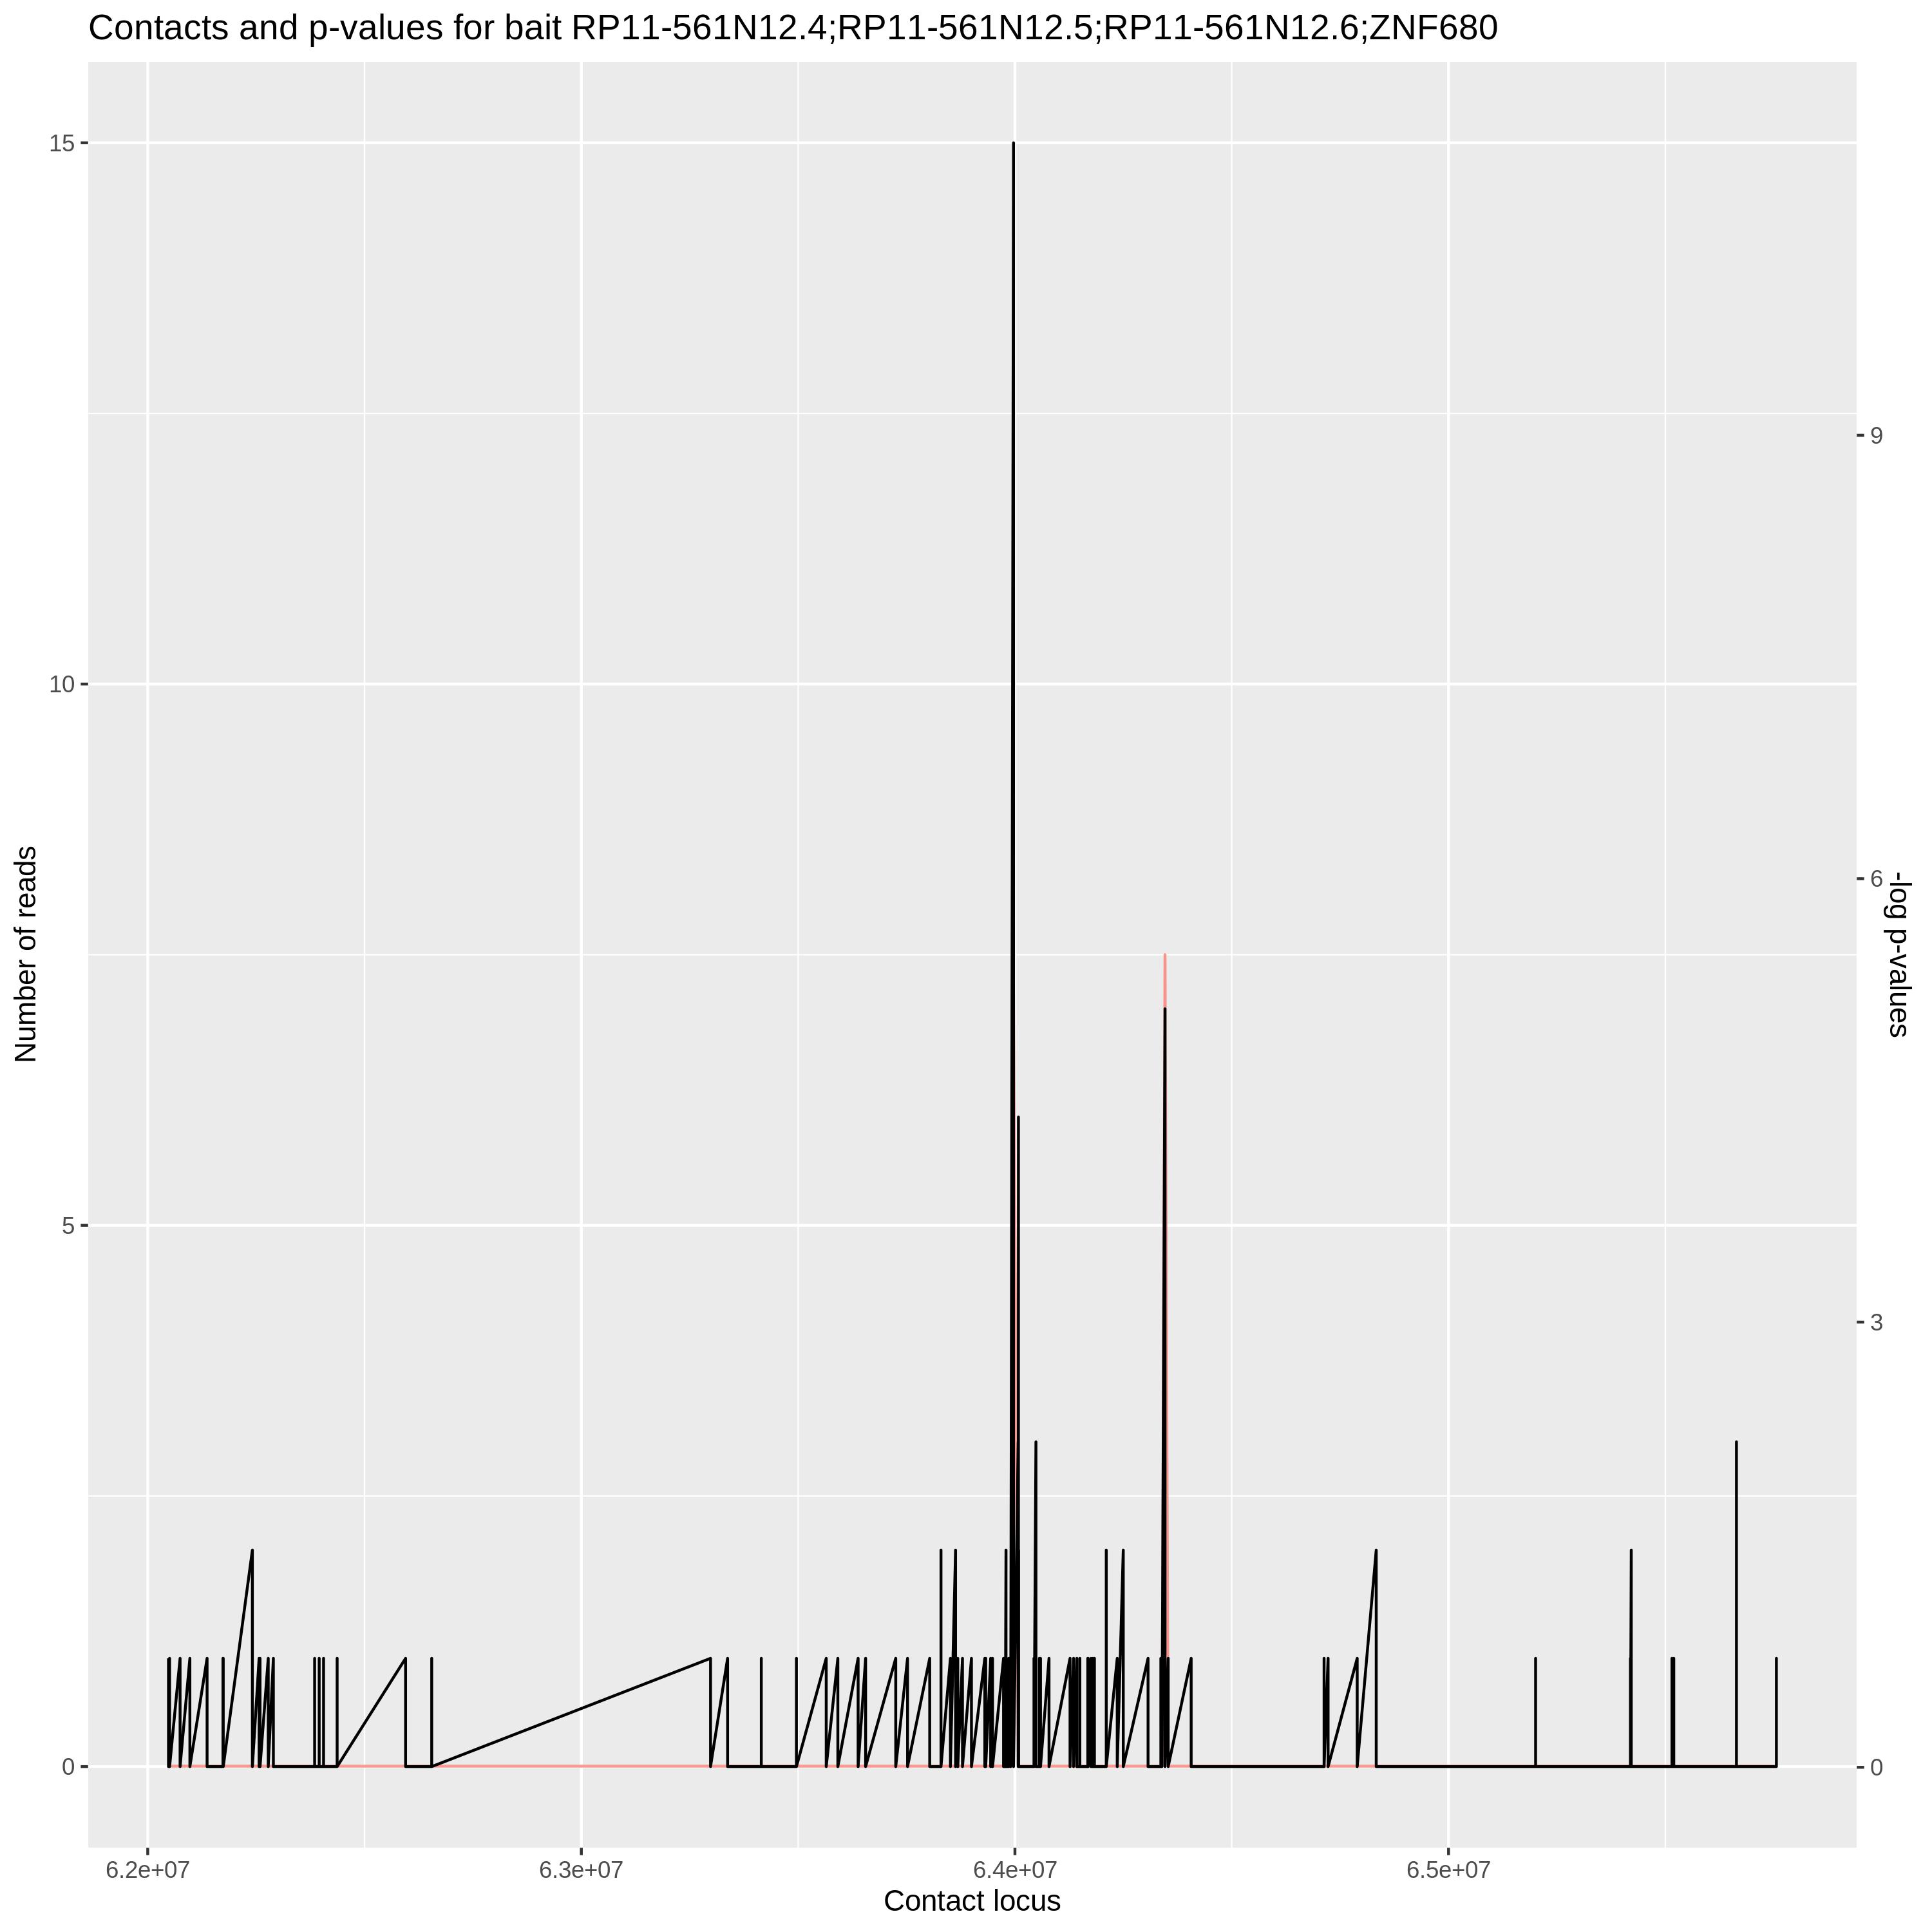 Contacts and p-values for bait RP11-561N12.4;RP11-561N12.5;RP11-561N12.6;ZNF680
15
10
5
0
Number of reads
9
6
3
0
-log p-values
6.2e+07
6.3e+07
6.4e+07
6.5e+07
Contact locus